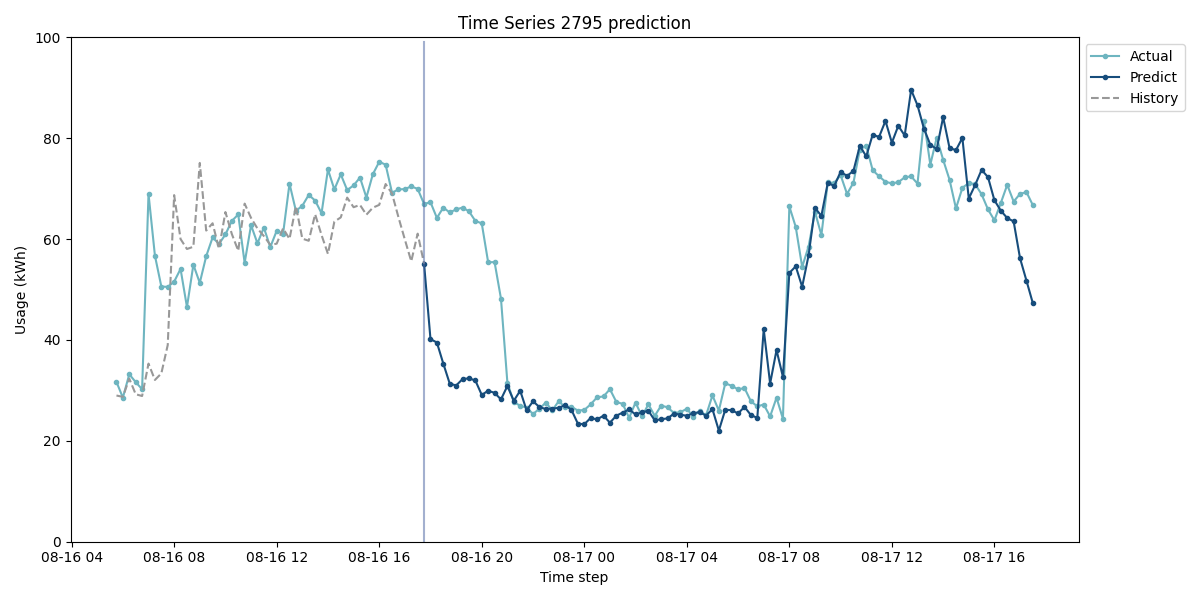 Time Series 2795 prediction
Usage (kWh)
100
80
60
40
20
0
08-16 04
08-16 08
08-16 12
08-16 16
08-16 20
08-17 00
08-17 04
08-17 08
08-17 12
08-17 16
Time step
Actual
Predict
History